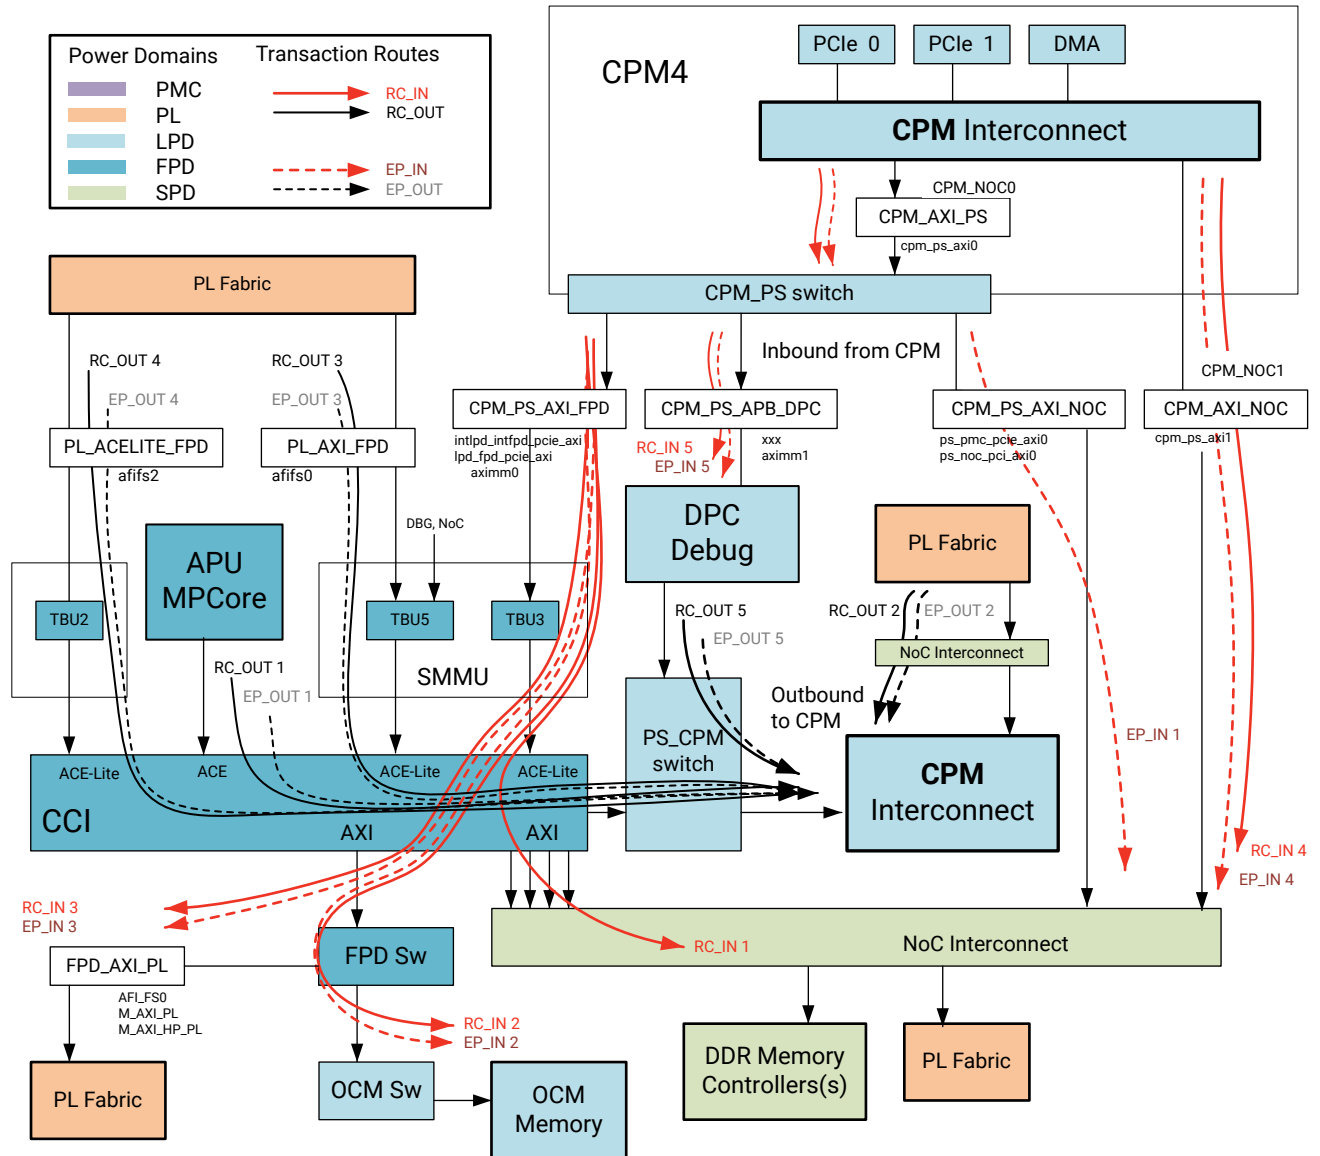 Power Domains
Transaction Routes
PMC
PL
LPD
FPD
SPD
RC_IN
RC_OUT
EP_IN
EP_OUT
CPM4
PCIe 0
PCIe 1
DMA
CPM Interconnect
CPM_NOC0
CPM_AXI_PS
cpm_ps_axi0
CPM_PS switch
PL Fabric
Inbound from CPM
RC_OUT 4
RC_OUT 3
EP_OUT 4
EP_OUT 3
CPM_NOC1
PL_ACELITE_FPD
afifs2
PL_AXI_FPD
afifs0
CPM_PS_AXI_FPD
intlpd_intfpd_pcie_axi
lpd_fpd_pcie_axi
aximm0
CPM_PS_APB_DPC
xxx
aximm1
RC_IN 5
EP_IN 5
CPM_PS_AXI_NOC
ps_pmc_pcie_axi0
ps_noc_pci_axi0
CPM_AXI_NOC
cpm_ps_axi1
DBG, NoC
APU
MPCore
DPC
Debug
PL Fabric
TBU2
TBU5
TBU3
SMMU
RC_OUT 1
EP_OUT 1
RC_OUT 5
EP_OUT 5
RC_OUT 2
EP_OUT 2
NoC Interconnect
Outbound
to CPM
PS_CPM
switch
CPM
Interconnect
EP_IN 1
ACE-Lite
ACE
ACE-Lite
ACE-Lite
CCI
AXI
AXI
RC_IN 4
EP_IN 4
RC_IN 3
EP_IN 3
FPD_AXI_PL
AFI_FS0
M_AXI_PL
M_AXI_HP_PL
FPD Sw
RC_IN 1
NoC Interconnect
RC_IN 2
EP_IN 2
PL Fabric
OCM Sw
OCM
Memory
DDR Memory
Controllers(s)
PL Fabric